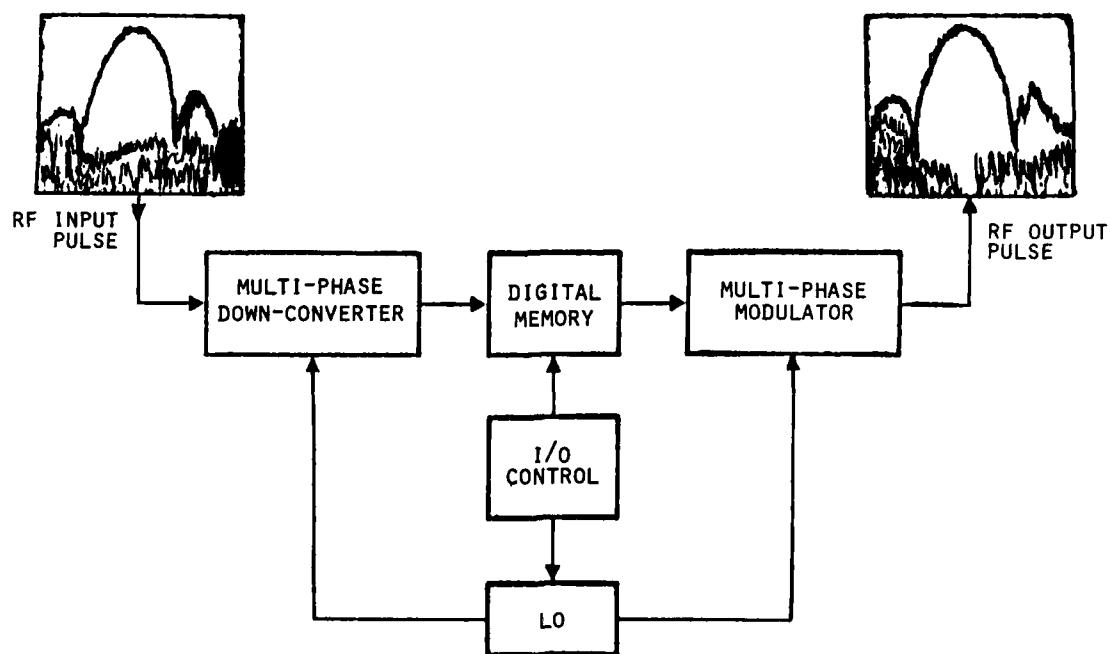 RF INPUT
PULSE
RF OUTPUT
PULSE
MULTI-PHASE
DOWN-CONVERTER
DIGITAL
MEMORY
MULTI-PHASE
MODULATOR
I/O
CONTROL
LO